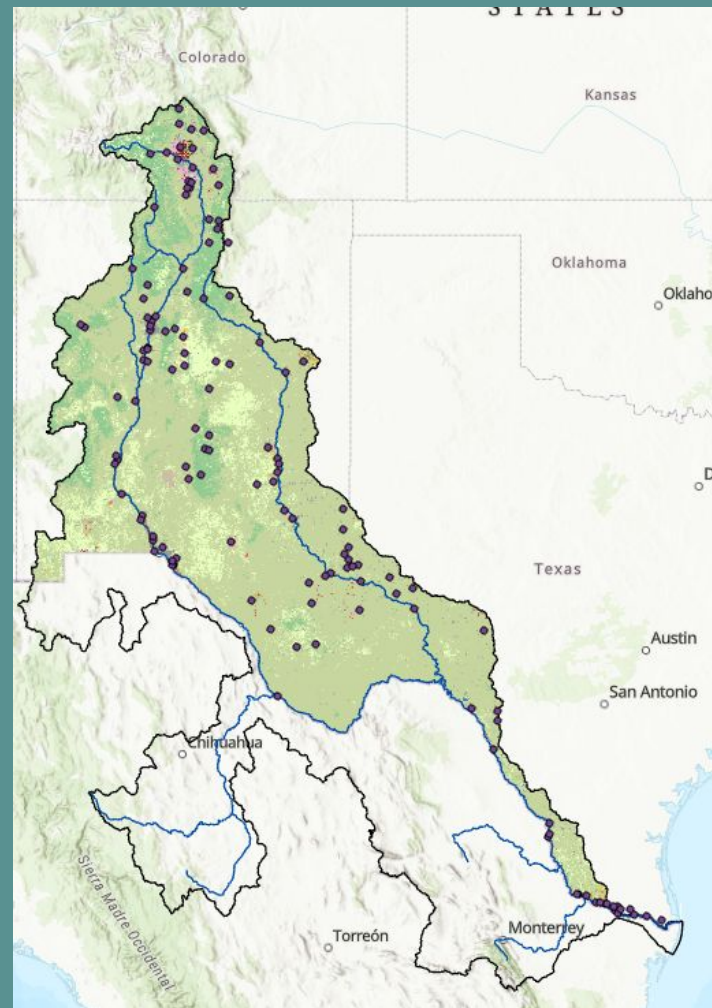 STATES
Colorado
Kansas
Oklahoma
Oklaho
D
Texas
Austin
San Antonio
Chihuahua
Sierra Madre Occidental
Monterrey
Torreón